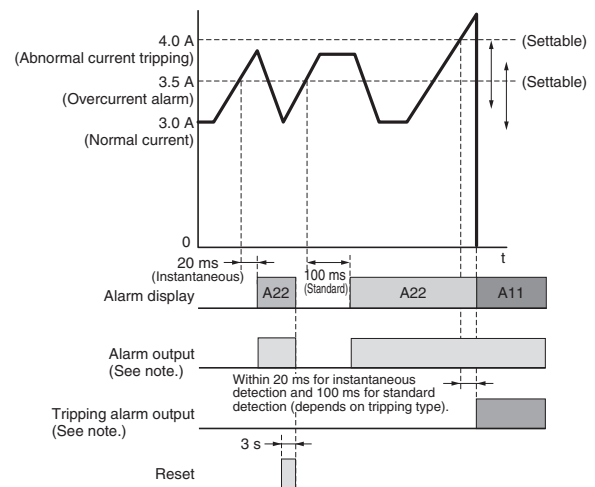 4.0 A
(Settable)
(Abnormal current tripping)
3.5 A
(Settable)
(Overcurrent alarm)
3.0 A
(Normal current)
0
t
20 ms
(Instantaneous)
100 ms
(Standard)
Alarm display
A22
A22
A11
Alarm output
(See note.)
Within 20 ms for instantaneous
detection and 100 ms for standard
detection (depends on tripping type).
Tripping alarm output
(See note.)
3 s
Reset